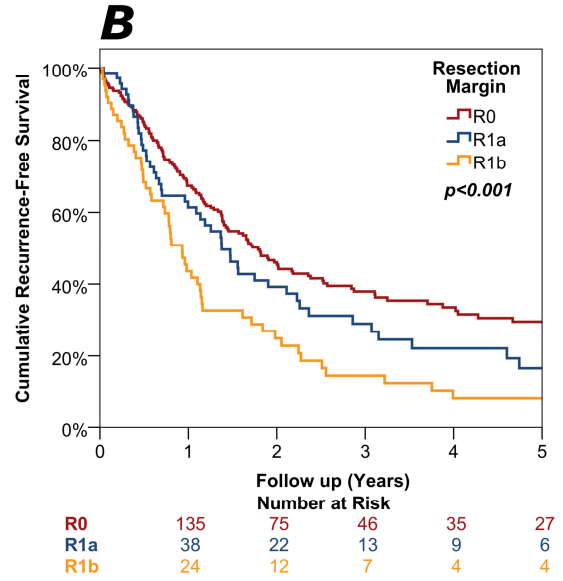 B
Cumulative Recurrence-Free Survival
100%
80%
60%
40%
20%
0%
Resection
Margin
R0
R1a
R1b
p<0.001
0 1 2 3 4 5
Follow up (Years)
Number at Risk
R0 135 75 46 35 27
R1a 38 22 13 9 6
R1b 24 12 7 4 4